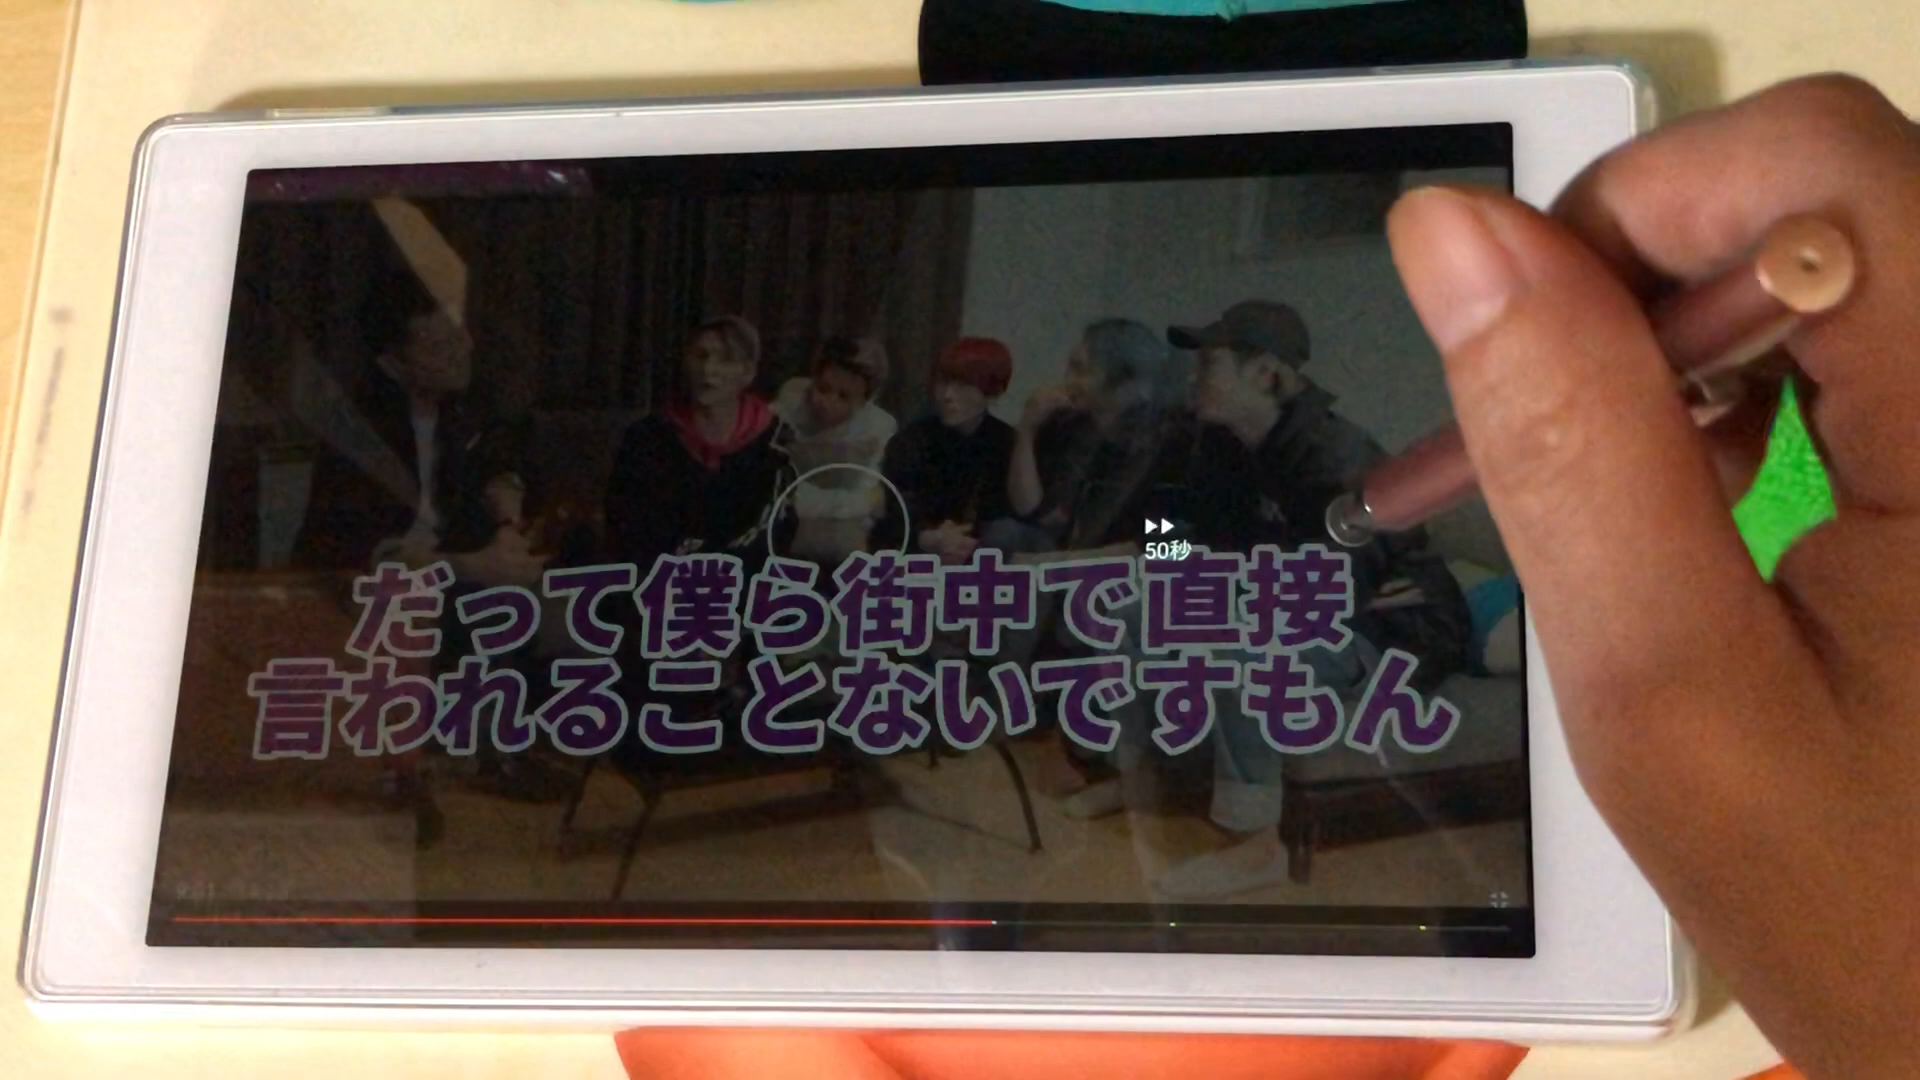 50秒
だって僕ら街中で直接
言われることないですもん